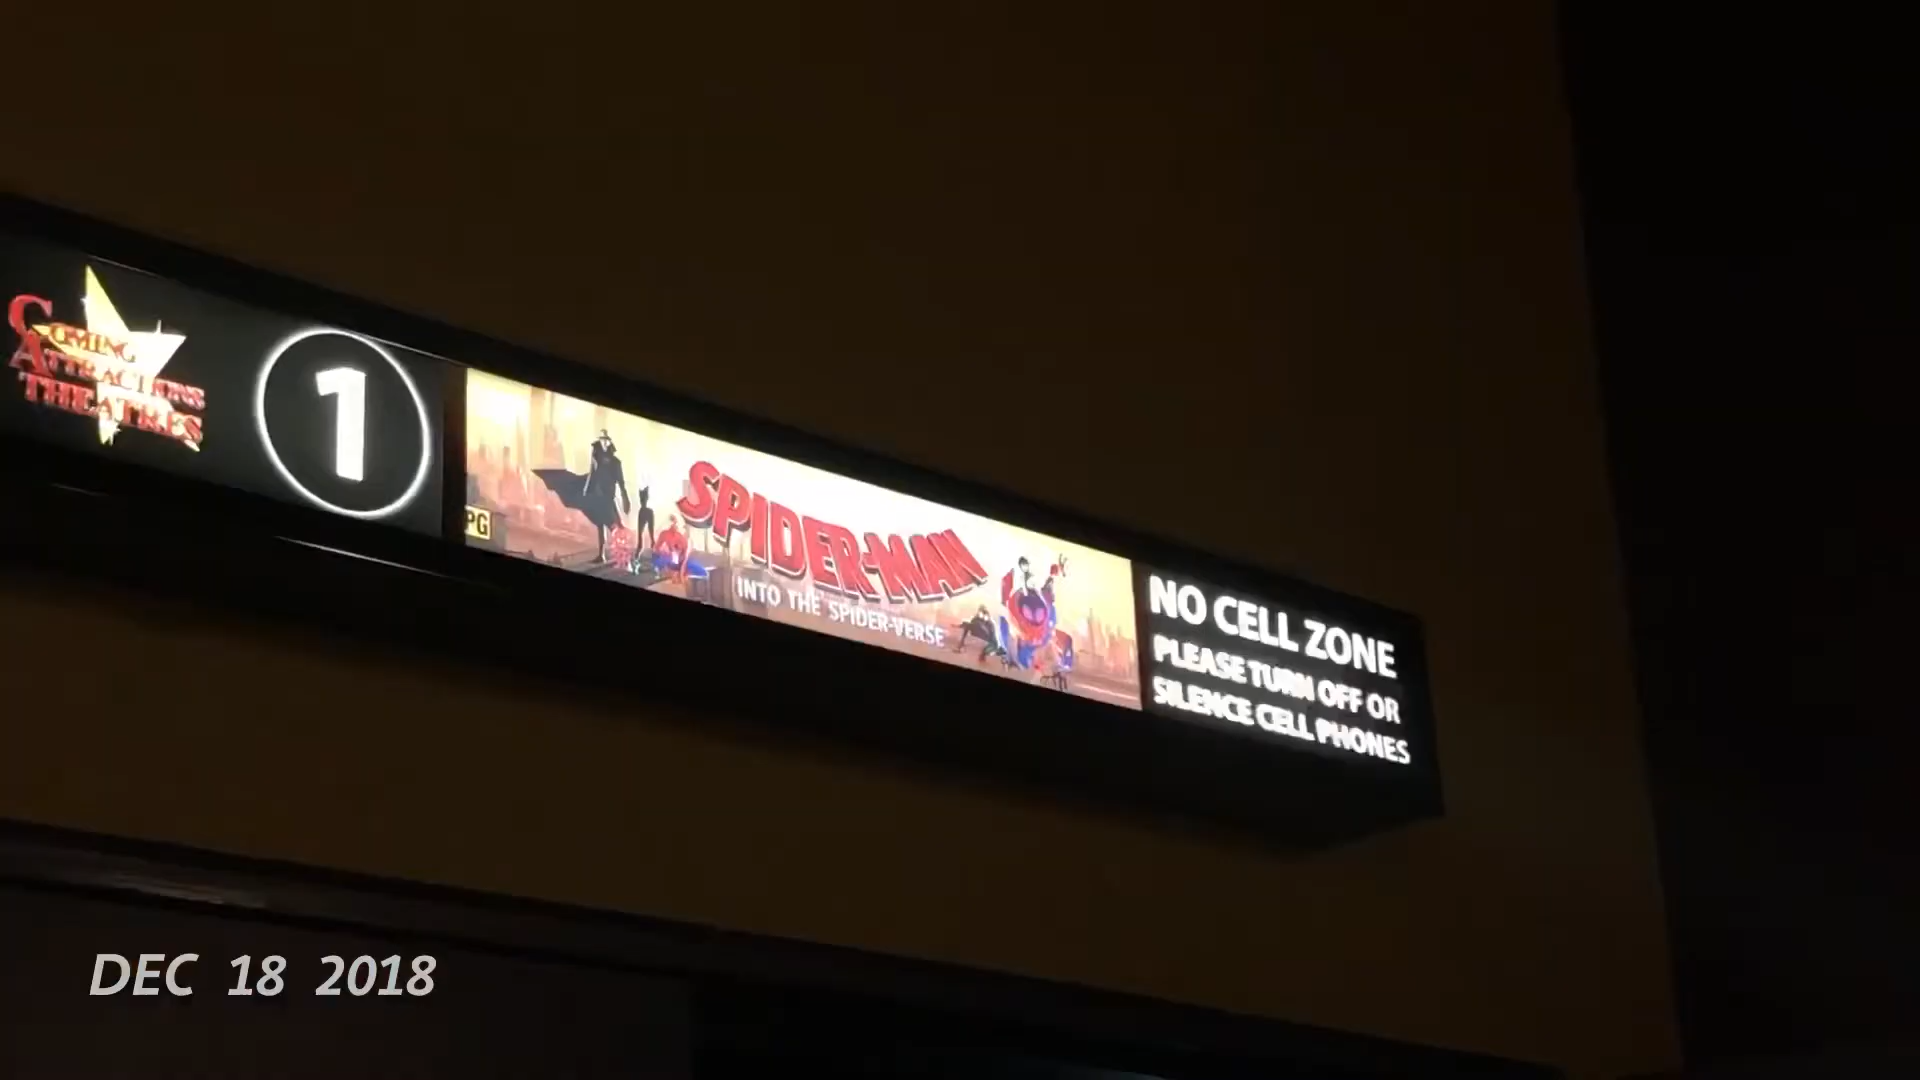 COMING
ATTRACTIONS
THEATRES
1
PG
SPIDER-MAN
INTO THE SPIDER-VERSE
NO CELL ZONE
PLEASE TURN OFF OR
SILENCE CELL PHONES
DEC 18 2018